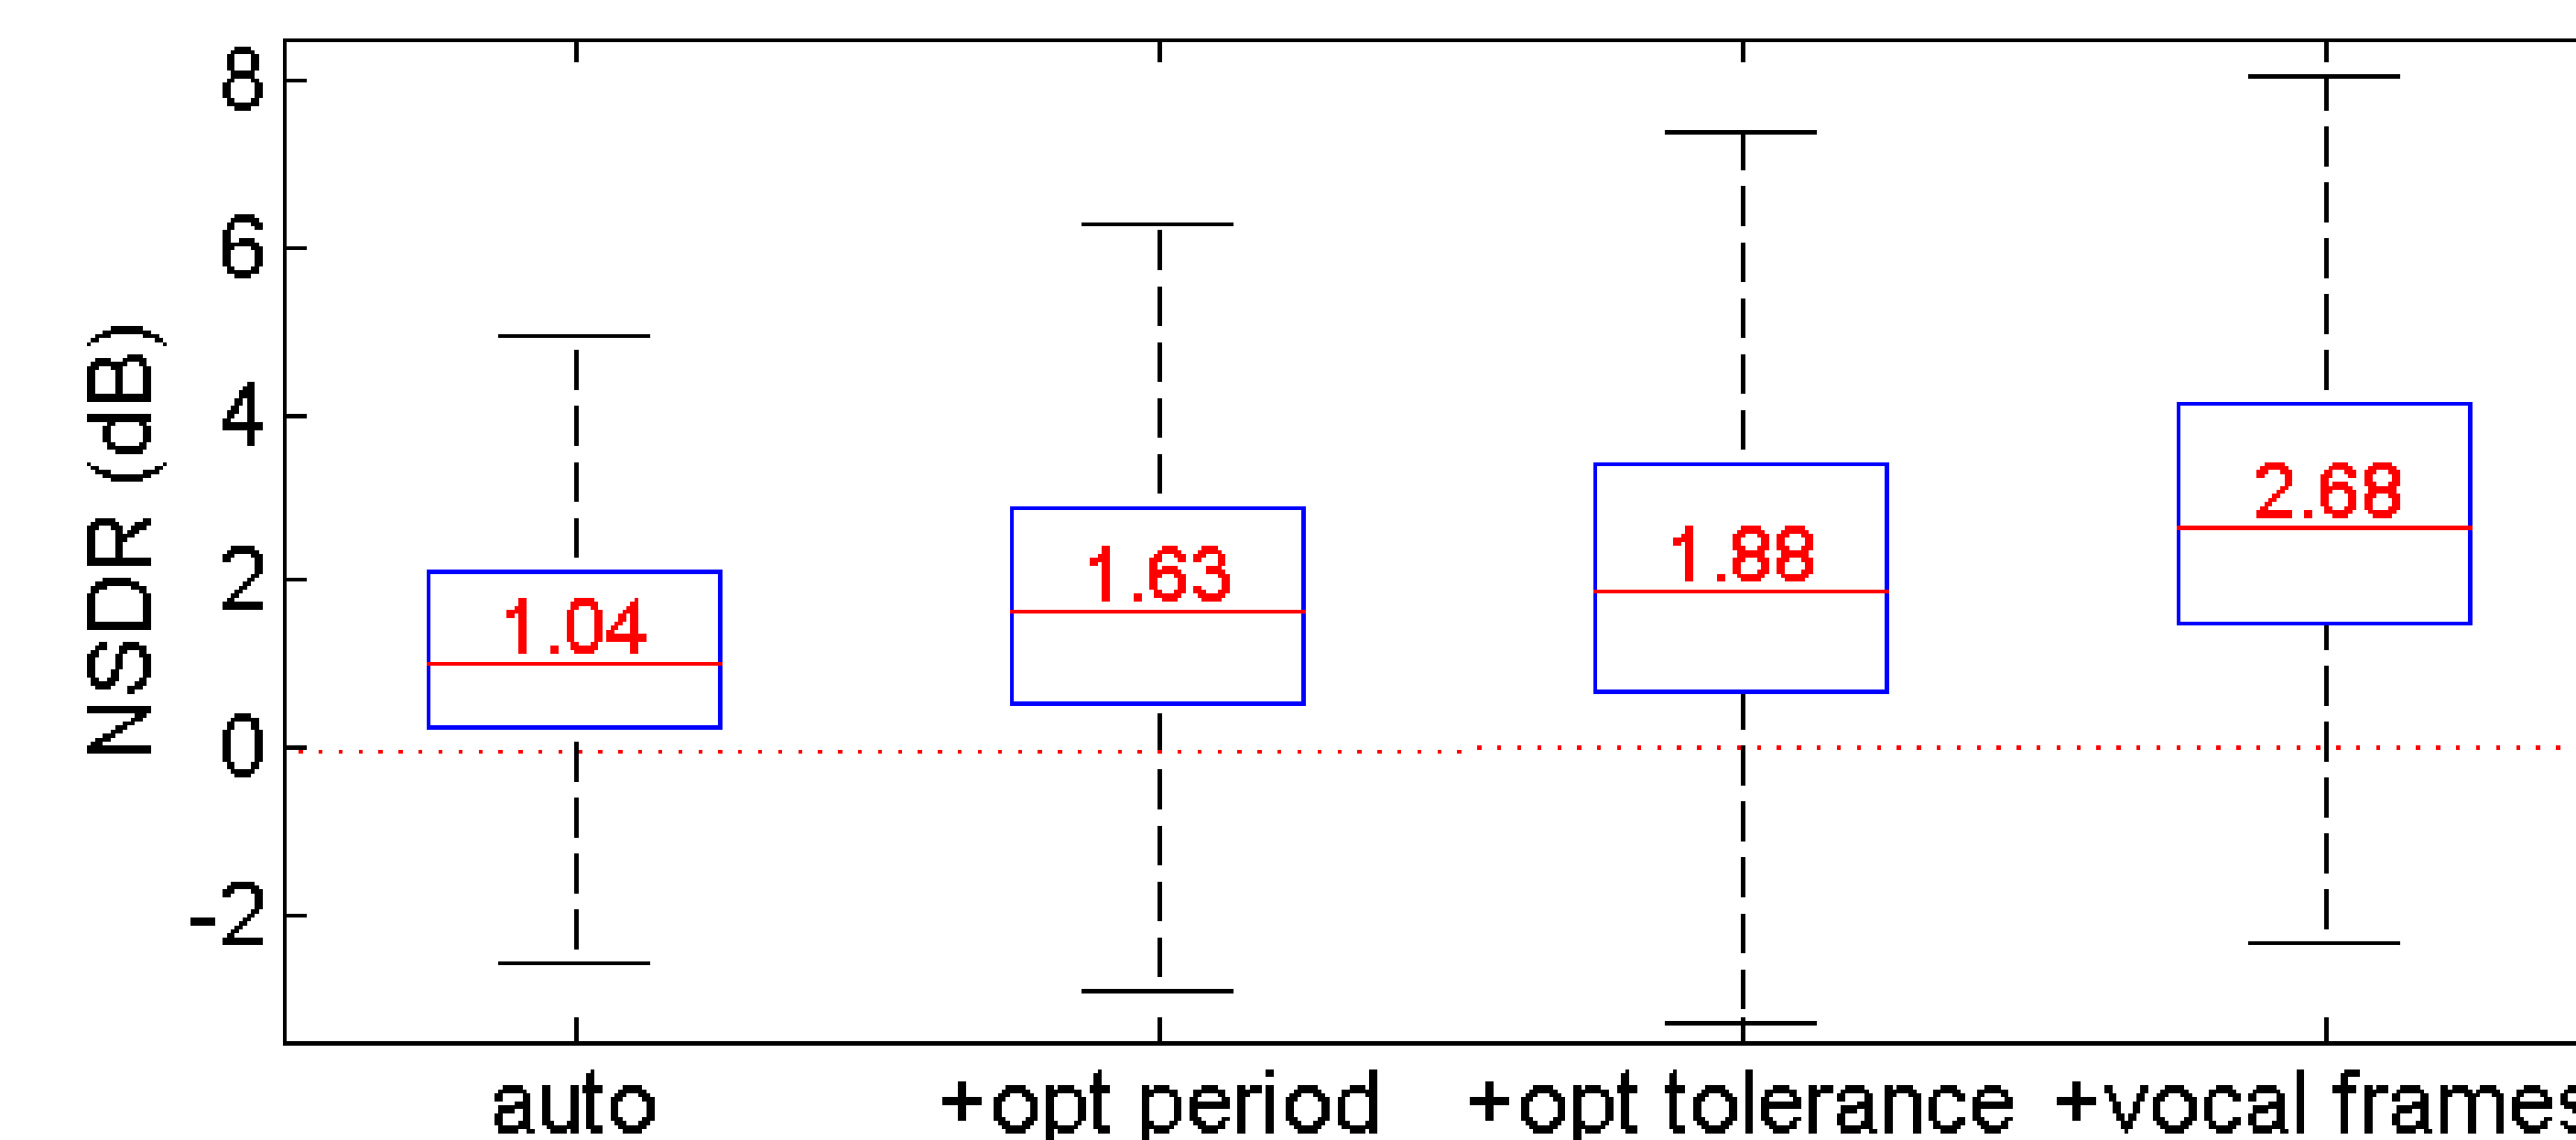 NSDR (dB)
8
6
4
2
0
-2
1.04
1.63
1.88
2.68
auto
+opt period
+opt tolerance
+vocal frames